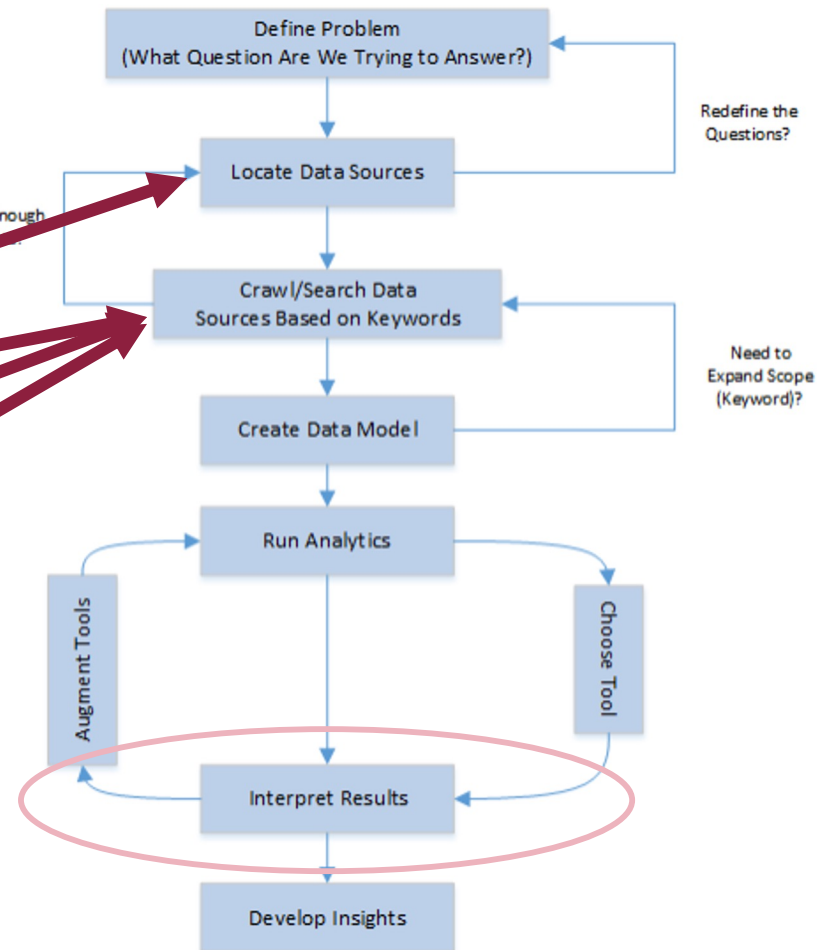 Define Problem
(What Question Are We Trying to Answer?)
Redefine the
Questions?
Locate Data Sources
Crawl/Search Data
Sources Based on Keywords
Need to
Expand Scope
(Keyword)?
Create Data Model
Run Analytics
Augment Tools
Choose Tool
Interpret Results
Develop Insights